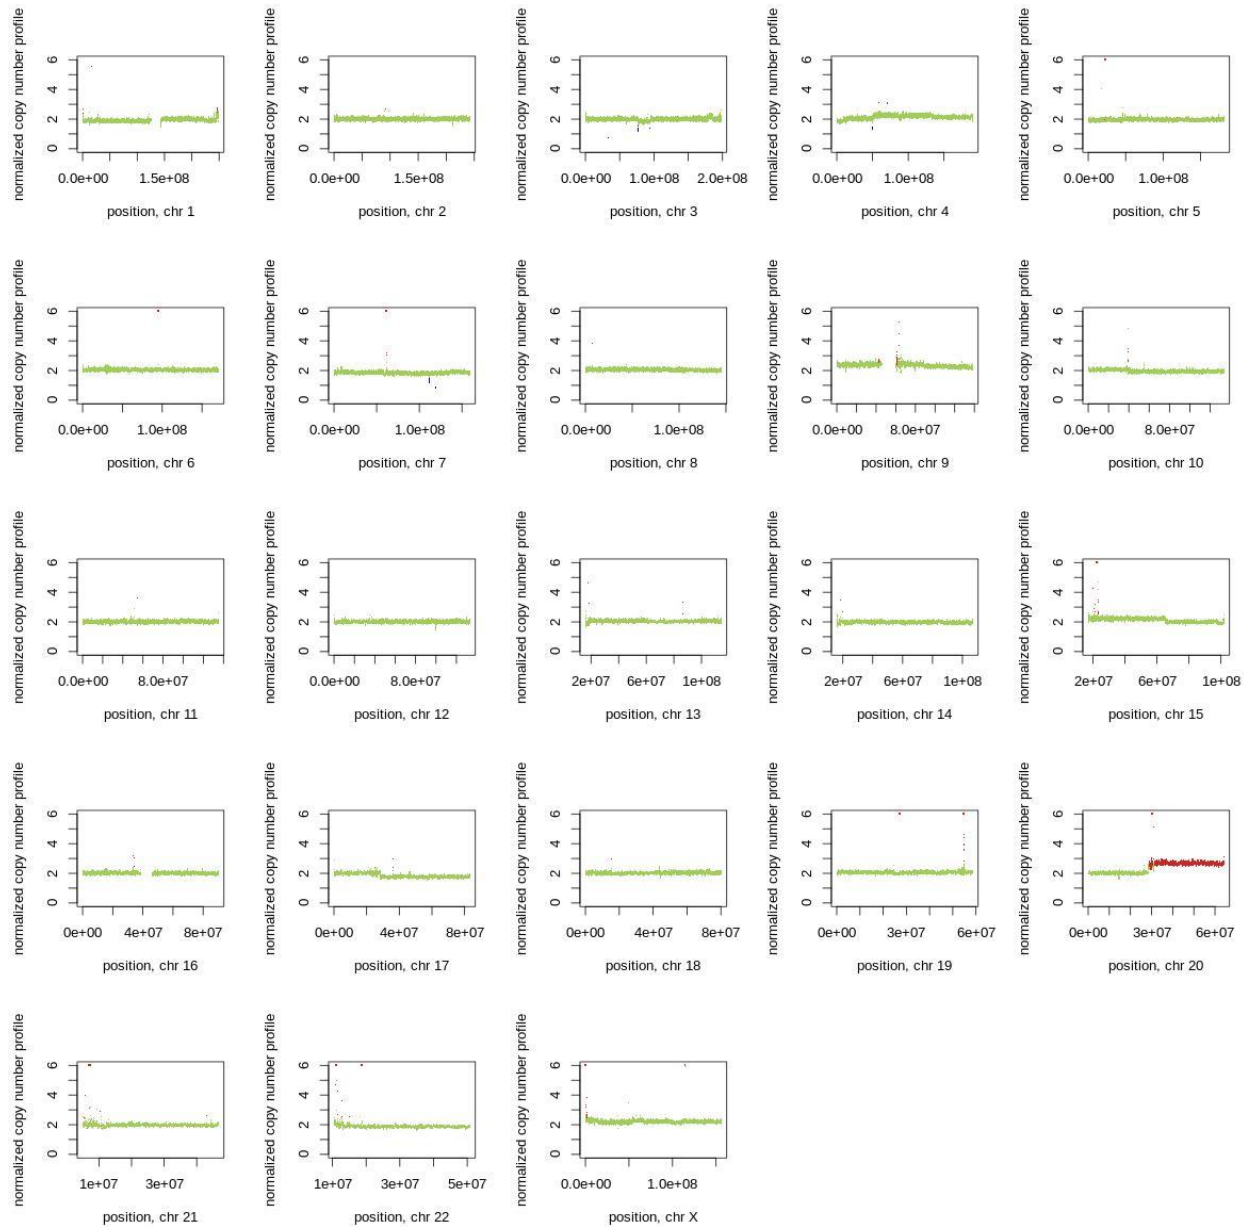 normalized copy number profile
0 2 4 6
0.0e+00 1.5e+08
position, chr 1
normalized copy number profile
0 2 4 6
0.0e+00 1.5e+08
position, chr 2
normalized copy number profile
0 2 4 6
0.0e+00 1.0e+08 2.0e+08
position, chr 3
normalized copy number profile
0 2 4 6
0.0e+00 1.0e+08
position, chr 4
normalized copy number profile
0 2 4 6
0.0e+00 1.0e+08
position, chr 5
normalized copy number profile
0 2 4 6
0.0e+00 1.0e+08
position, chr 6
normalized copy number profile
0 2 4 6
0.0e+00 1.0e+08
position, chr 7
normalized copy number profile
0 2 4 6
0.0e+00 1.0e+08
position, chr 8
normalized copy number profile
0 2 4 6
0.0e+00 8.0e+07
position, chr 9
normalized copy number profile
0 2 4 6
0.0e+00 8.0e+07
position, chr 10
normalized copy number profile
0 2 4 6
0.0e+00 8.0e+07
position, chr 11
normalized copy number profile
0 2 4 6
0.0e+00 8.0e+07
position, chr 12
normalized copy number profile
0 2 4 6
2e+07 6e+07 1e+08
position, chr 13
normalized copy number profile
0 2 4 6
2e+07 6e+07 1e+08
position, chr 14
normalized copy number profile
0 2 4 6
2e+07 6e+07 1e+08
position, chr 15
normalized copy number profile
0 2 4 6
0e+00 4e+07 8e+07
position, chr 16
normalized copy number profile
0 2 4 6
0e+00 4e+07 8e+07
position, chr 17
normalized copy number profile
0 2 4 6
0e+00 4e+07 8e+07
position, chr 18
normalized copy number profile
0 2 4 6
0e+00 3e+07 6e+07
position, chr 19
normalized copy number profile
0 2 4 6
0e+00 3e+07 6e+07
position, chr 20
normalized copy number profile
0 2 4 6
1e+07 3e+07
position, chr 21
normalized copy number profile
0 2 4 6
1e+07 3e+07 5e+07
position, chr 22
normalized copy number profile
0 2 4 6
0.0e+00 1.0e+08
position, chr X